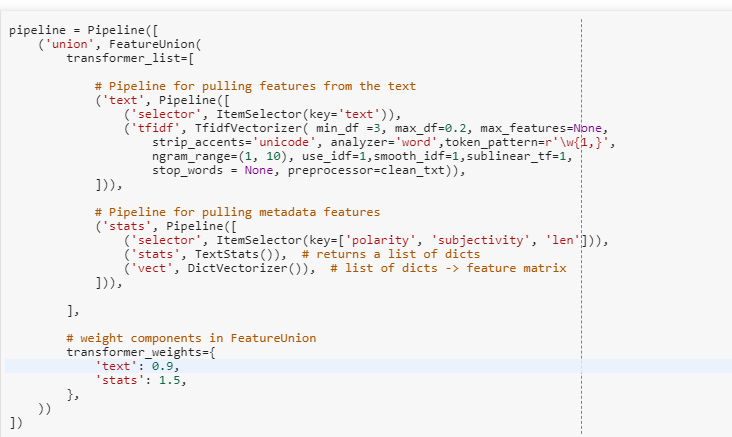 pipeline = Pipeline([
    ('union', FeatureUnion(
        transformer_list=[

            # Pipeline for pulling features from the text
            ('text', Pipeline([
                ('selector', ItemSelector(key='text')),
                ('tfidf', TfidfVectorizer( min_df =3, max_df=0.2, max_features=None,
                    strip_accents='unicode', analyzer='word',token_pattern=r'\w{1,}',
                    ngram_range=(1, 10), use_idf=1,smooth_idf=1,sublinear_tf=1,
                    stop_words = None, preprocessor=clean_txt)),
            ])),

            # Pipeline for pulling metadata features
            ('stats', Pipeline([
                ('selector', ItemSelector(key=['polarity', 'subjectivity', 'len'])),
                ('stats', TextStats()),  # returns a list of dicts
                ('vect', DictVectorizer()),  # list of dicts -> feature matrix
            ])),

        ],

        # weight components in FeatureUnion
        transformer_weights={
            'text': 0.9,
            'stats': 1.5,
        },
    ))
])